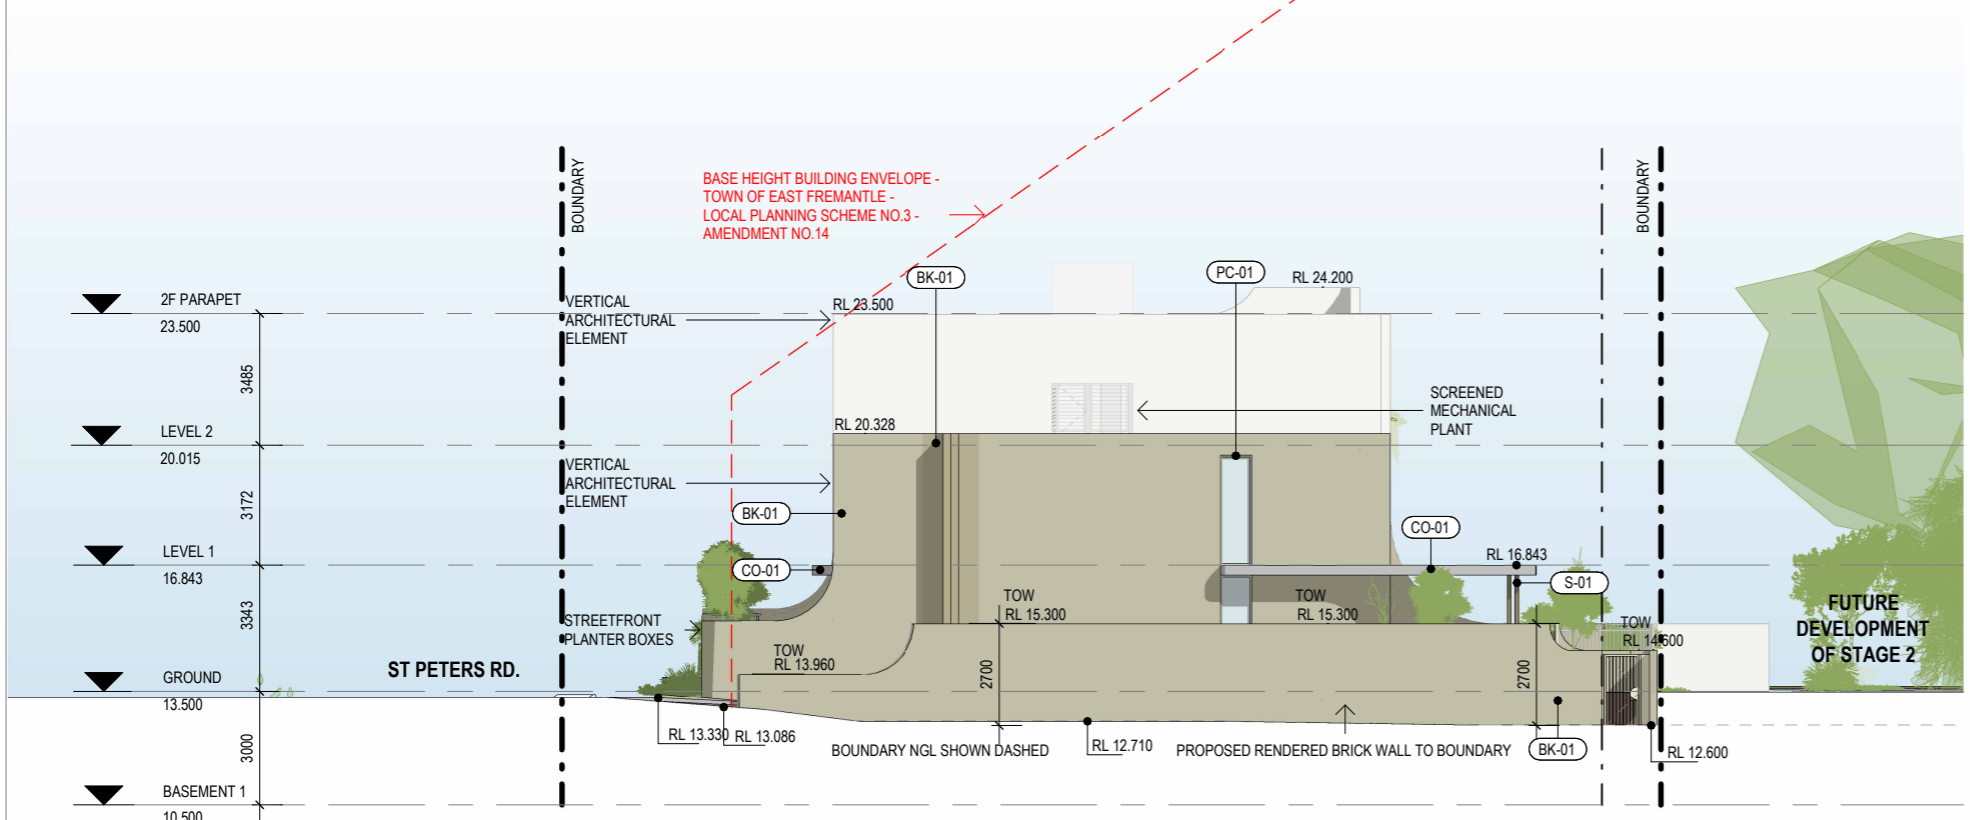 BOUNDARY
BOUNDARY
BASE HEIGHT BUILDING ENVELOPE -
TOWN OF EAST FREMANTLE -
LOCAL PLANNING SCHEME NO.3 -
AMENDMENT NO.14
BK-01
PC-01
RL 24.200
2F PARAPET
23.500
VERTICAL
ARCHITECTURAL
ELEMENT
RL 23.500
3485
SCREENED
MECHANICAL
PLANT
LEVEL 2
20.015
RL 20.328
VERTICAL
ARCHITECTURAL
ELEMENT
3172
BK-01
CO-01
LEVEL 1
16.843
CO-01
RL 16.843
S-01
3343
STREETFRONT
PLANTER BOXES
TOW
RL 15.300
TOW
RL 15.300
TOW
RL 14.600
FUTURE
DEVELOPMENT
OF STAGE 2
ST PETERS RD.
TOW
RL 13.960
2700
2700
GROUND
13.500
RL 13.330
RL 13.086
BOUNDARY NGL SHOWN DASHED
RL 12.710
PROPOSED RENDERED BRICK WALL TO BOUNDARY
BK-01
RL 12.600
3000
BASEMENT 1
10.500